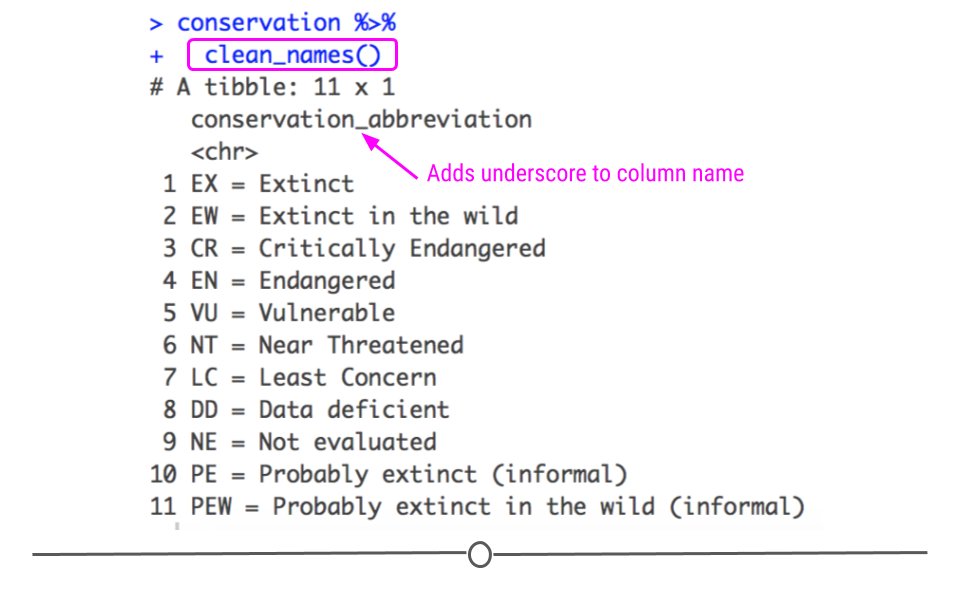 > conservation %>%
+ clean_names()
# A tibble: 11 x 1
conservation_abbreviation
<chr>
Adds underscore to column name
1 EX = Extinct
2 EW = Extinct in the wild
3 CR = Critically Endangered
4 EN = Endangered
5 VU = Vulnerable
6 NT = Near Threatened
7 LC = Least Concern
8 DD = Data deficient
9 NE = Not evaluated
10 PE = Probably extinct (informal)
11 PEW = Probably extinct in the wild (informal)